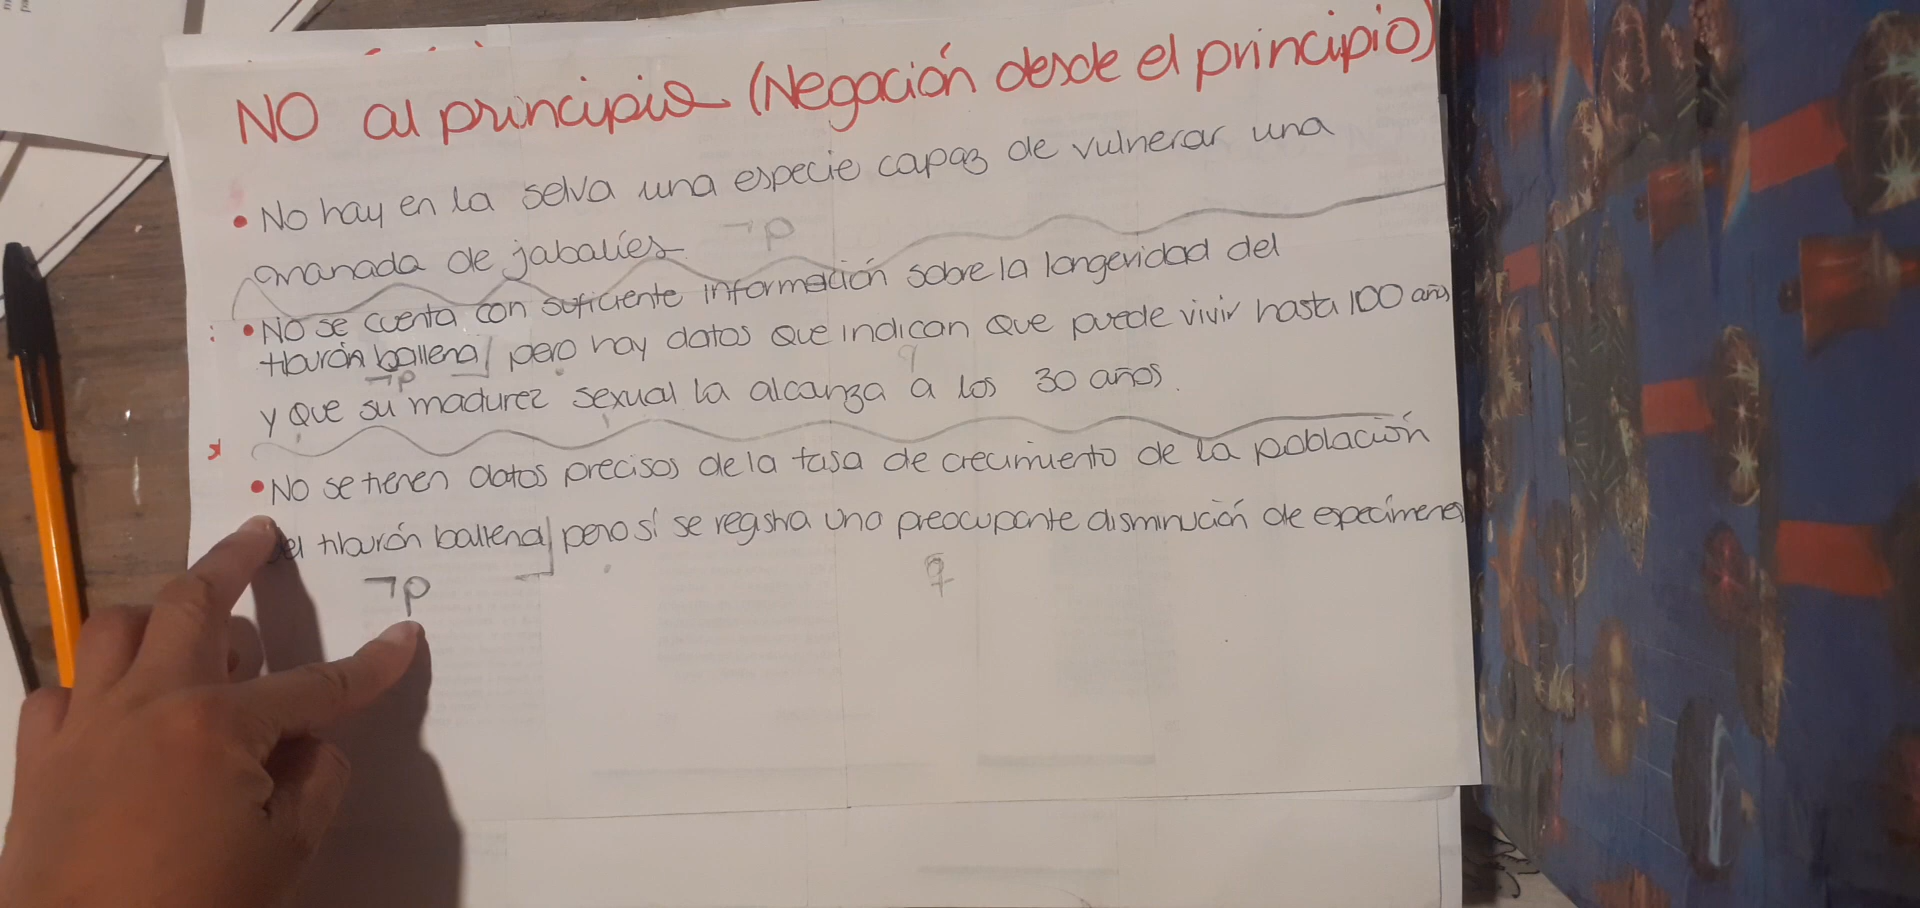 NO al principio (Negación desde el principio)
• No hay en la selva una especie capaz de vulnerar una
manada de jabalíes ¬p
• No se cuenta con suficiente información sobre la longevidad del
tiburón ballena pero hay datos que indican que puede vivir hasta 100 años
¬p q
y que su madurez sexual la alcanza a los 30 años.
• No se tienen datos precisos de la tasa de crecimiento de la población
del tiburón ballena pero sí se registra una preocupante disminución de especímenes
¬p q